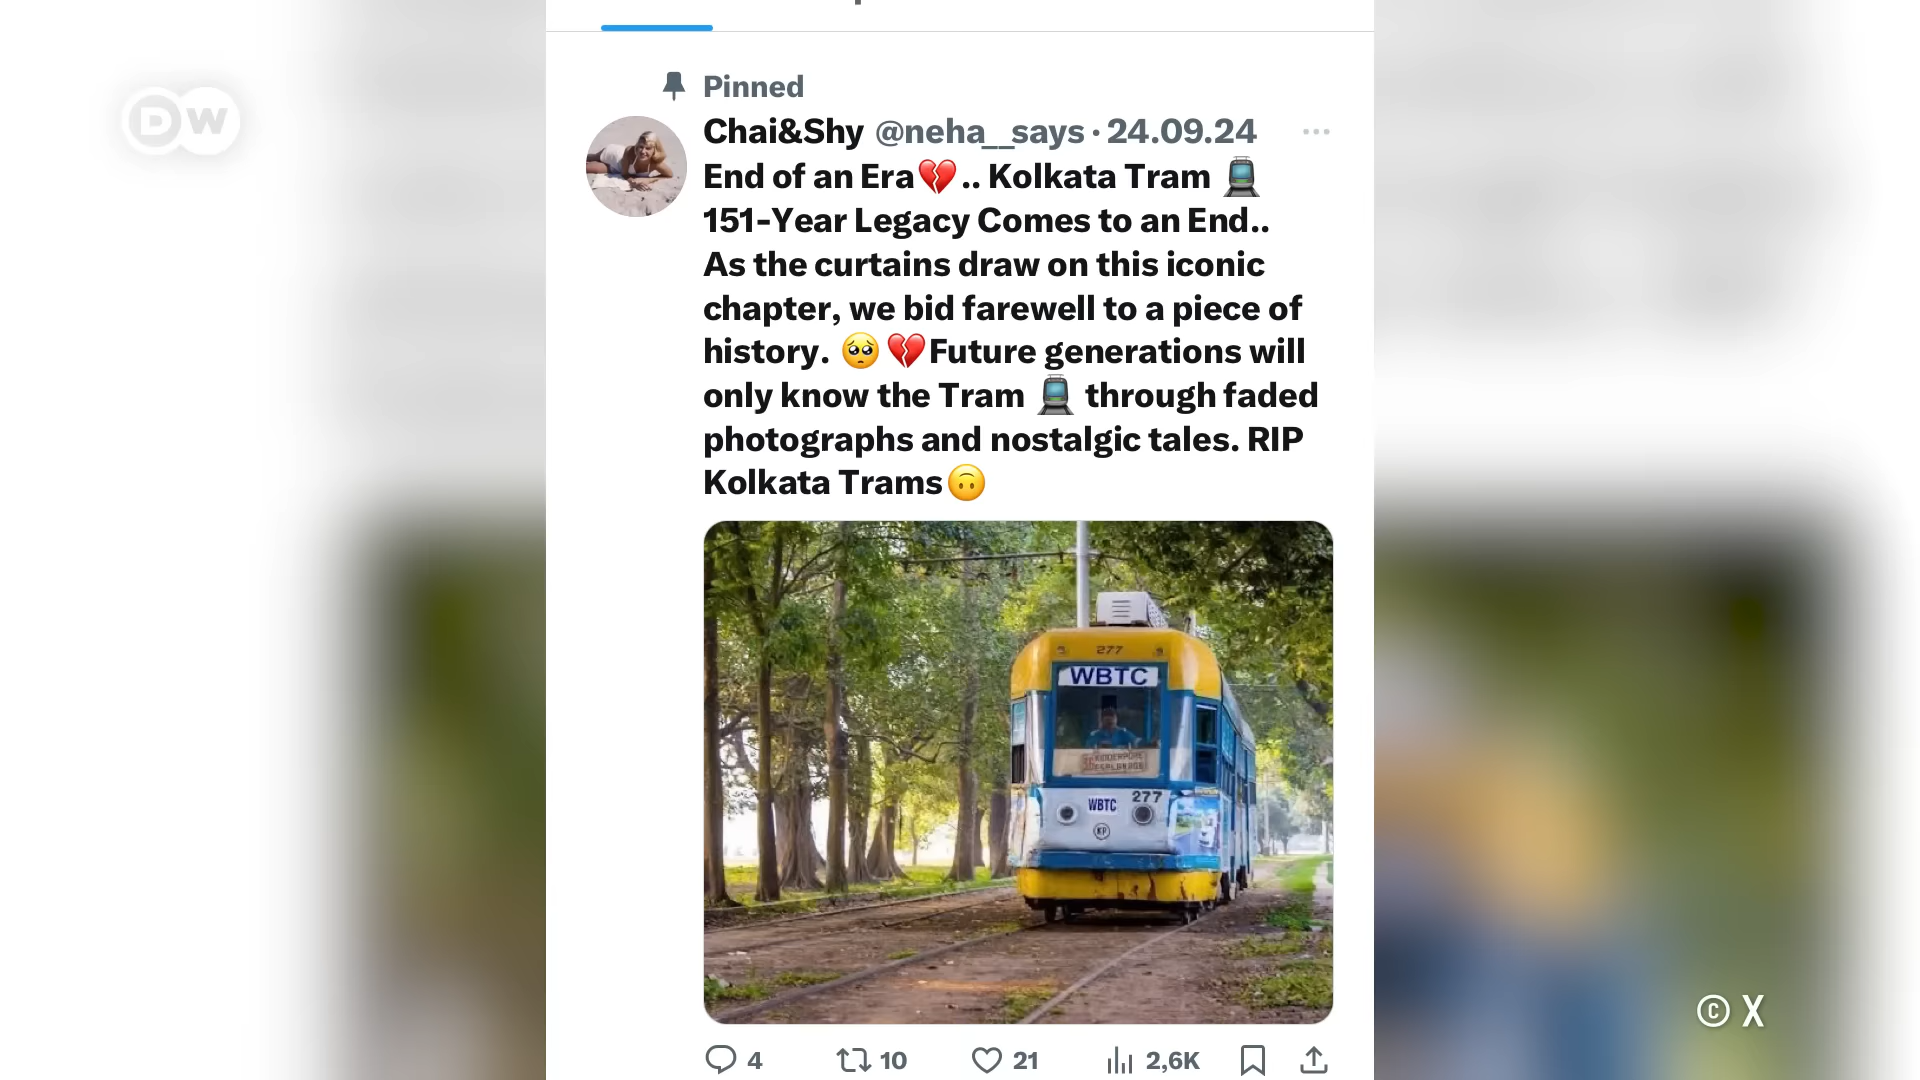 DW
Pinned
Chai&Shy @neha__says · 24.09.24
End of an Era💔.. Kolkata Tram 🚊
151-Year Legacy Comes to an End..
As the curtains draw on this iconic
chapter, we bid farewell to a piece of
history. 🥺💔Future generations will
only know the Tram 🚊 through faded
photographs and nostalgic tales. RIP
Kolkata Trams🙃
277
WBTC
KIDDERPORE
ESPLANADE
WBTC 277
KP
4 10 21 2,6K
© X